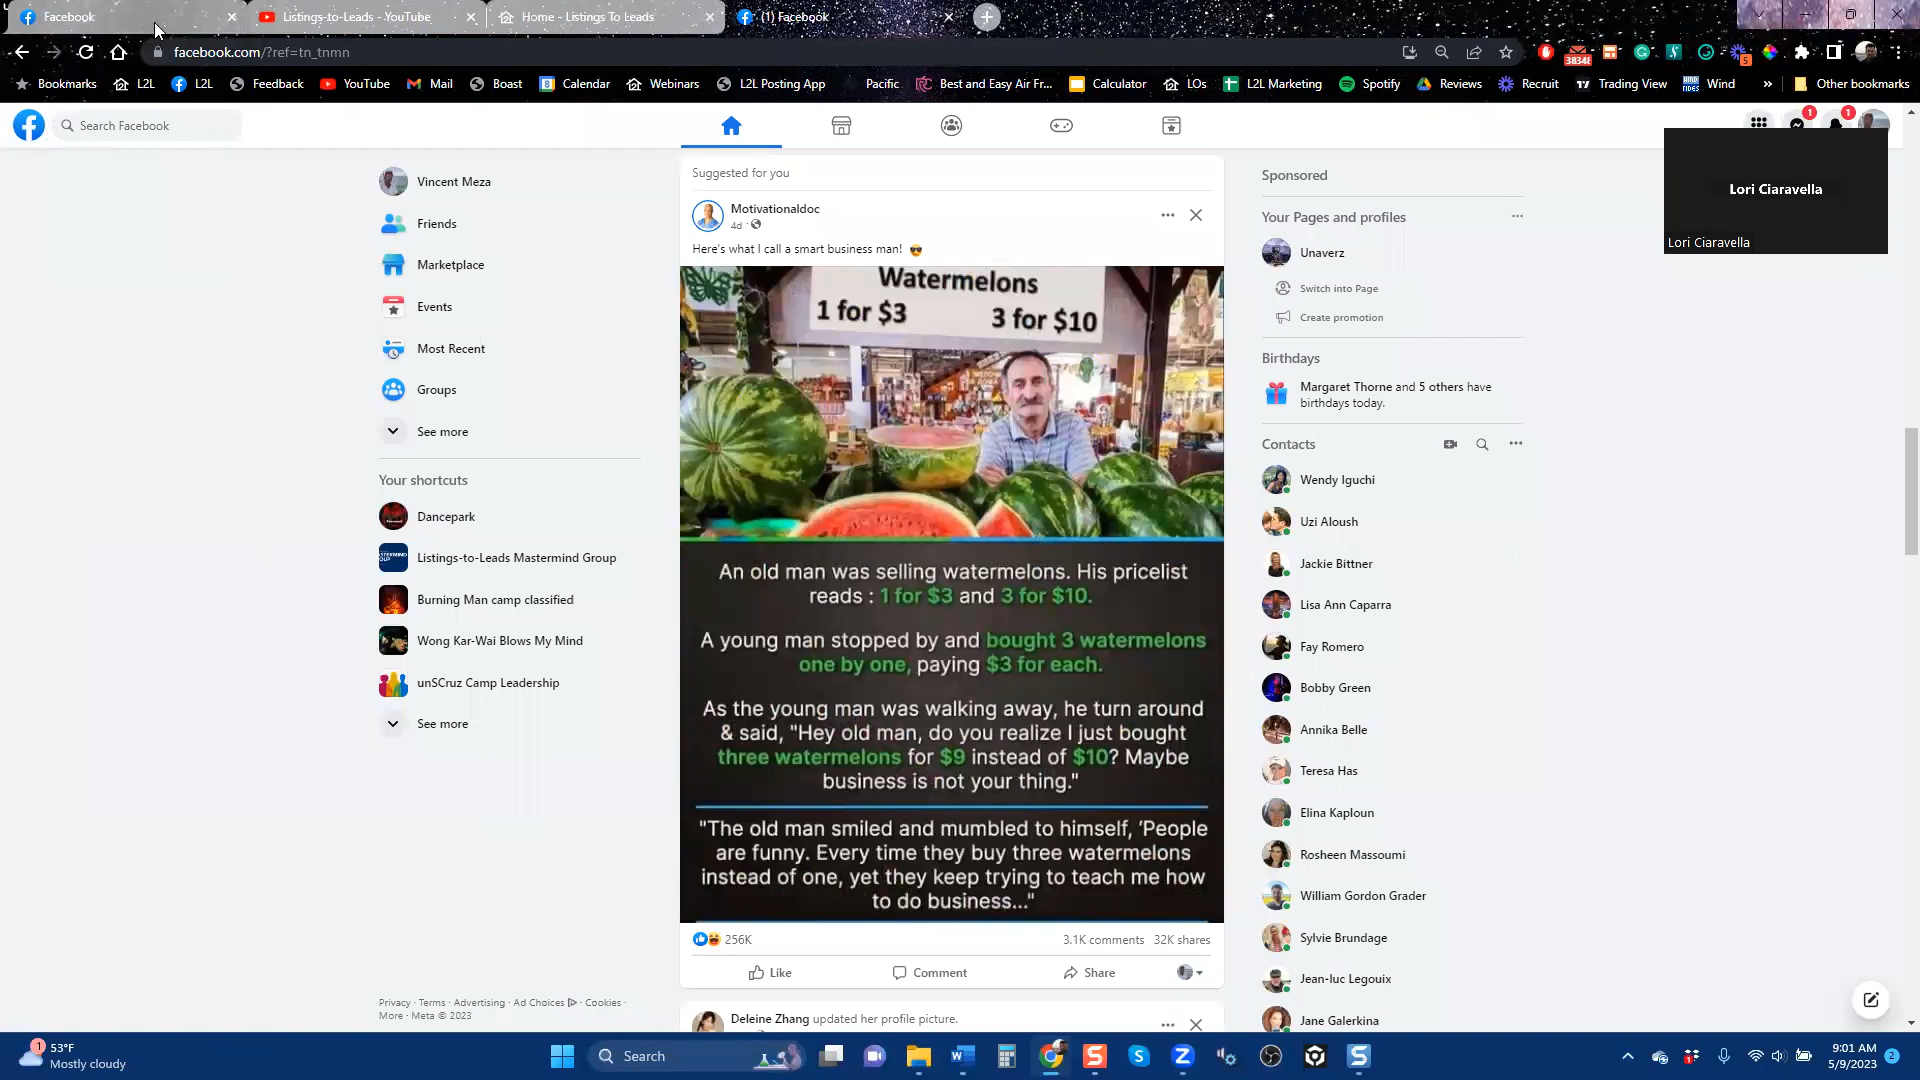 Facebook
Listings-to-Leads - YouTube
Home - Listings To Leads
(1) Facebook
facebook.com/?ref=tn_tnmn
38348
5
Bookmarks
L2L
L2L
Feedback
YouTube
Mail
Boast
8
Calendar
Webinars
L2L Posting App
Pacific
Best and Easy Air Fr...
Calculator
LOs
L2L Marketing
Spotify
Reviews
Recruit
Trading View
Wind
»
Other bookmarks
Search Facebook
1
1
Lori Ciaravella
Lori Ciaravella
Vincent Meza
Friends
Marketplace
Events
Most Recent
Groups
See more
Your shortcuts
Dancepark
Listings-to-Leads Mastermind Group
Burning Man camp classified
Wong Kar-Wai Blows My Mind
unSCruz Camp Leadership
See more
Privacy · Terms · Advertising · Ad Choices · Cookies ·
More · Meta © 2023
Suggested for you
Motivationaldoc
4d ·
Here's what I call a smart business man! 😎
Watermelons
1 for $3 3 for $10
An old man was selling watermelons. His pricelist
reads : 1 for $3 and 3 for $10.
A young man stopped by and bought 3 watermelons
one by one, paying $3 for each.
As the young man was walking away, he turn around
& said, "Hey old man, do you realize I just bought
three watermelons for $9 instead of $10? Maybe
business is not your thing."
"The old man smiled and mumbled to himself, 'People
are funny. Every time they buy three watermelons
instead of one, yet they keep trying to teach me how
to do business..."
256K
3.1K comments 32K shares
Like
Comment
Share
Deleine Zhang updated her profile picture.
Sponsored
Your Pages and profiles
Unaverz
Switch into Page
Create promotion
Birthdays
Margaret Thorne and 5 others have
birthdays today.
Contacts
Wendy Iguchi
Uzi Aloush
Jackie Bittner
Lisa Ann Caparra
Fay Romero
Bobby Green
Annika Belle
Teresa Has
Elina Kaploun
Rosheen Massoumi
William Gordon Grader
Sylvie Brundage
Jean-luc Legouix
Jane Galerkina
1
53°F
Mostly cloudy
Search
9:01 AM
5/9/2023
2